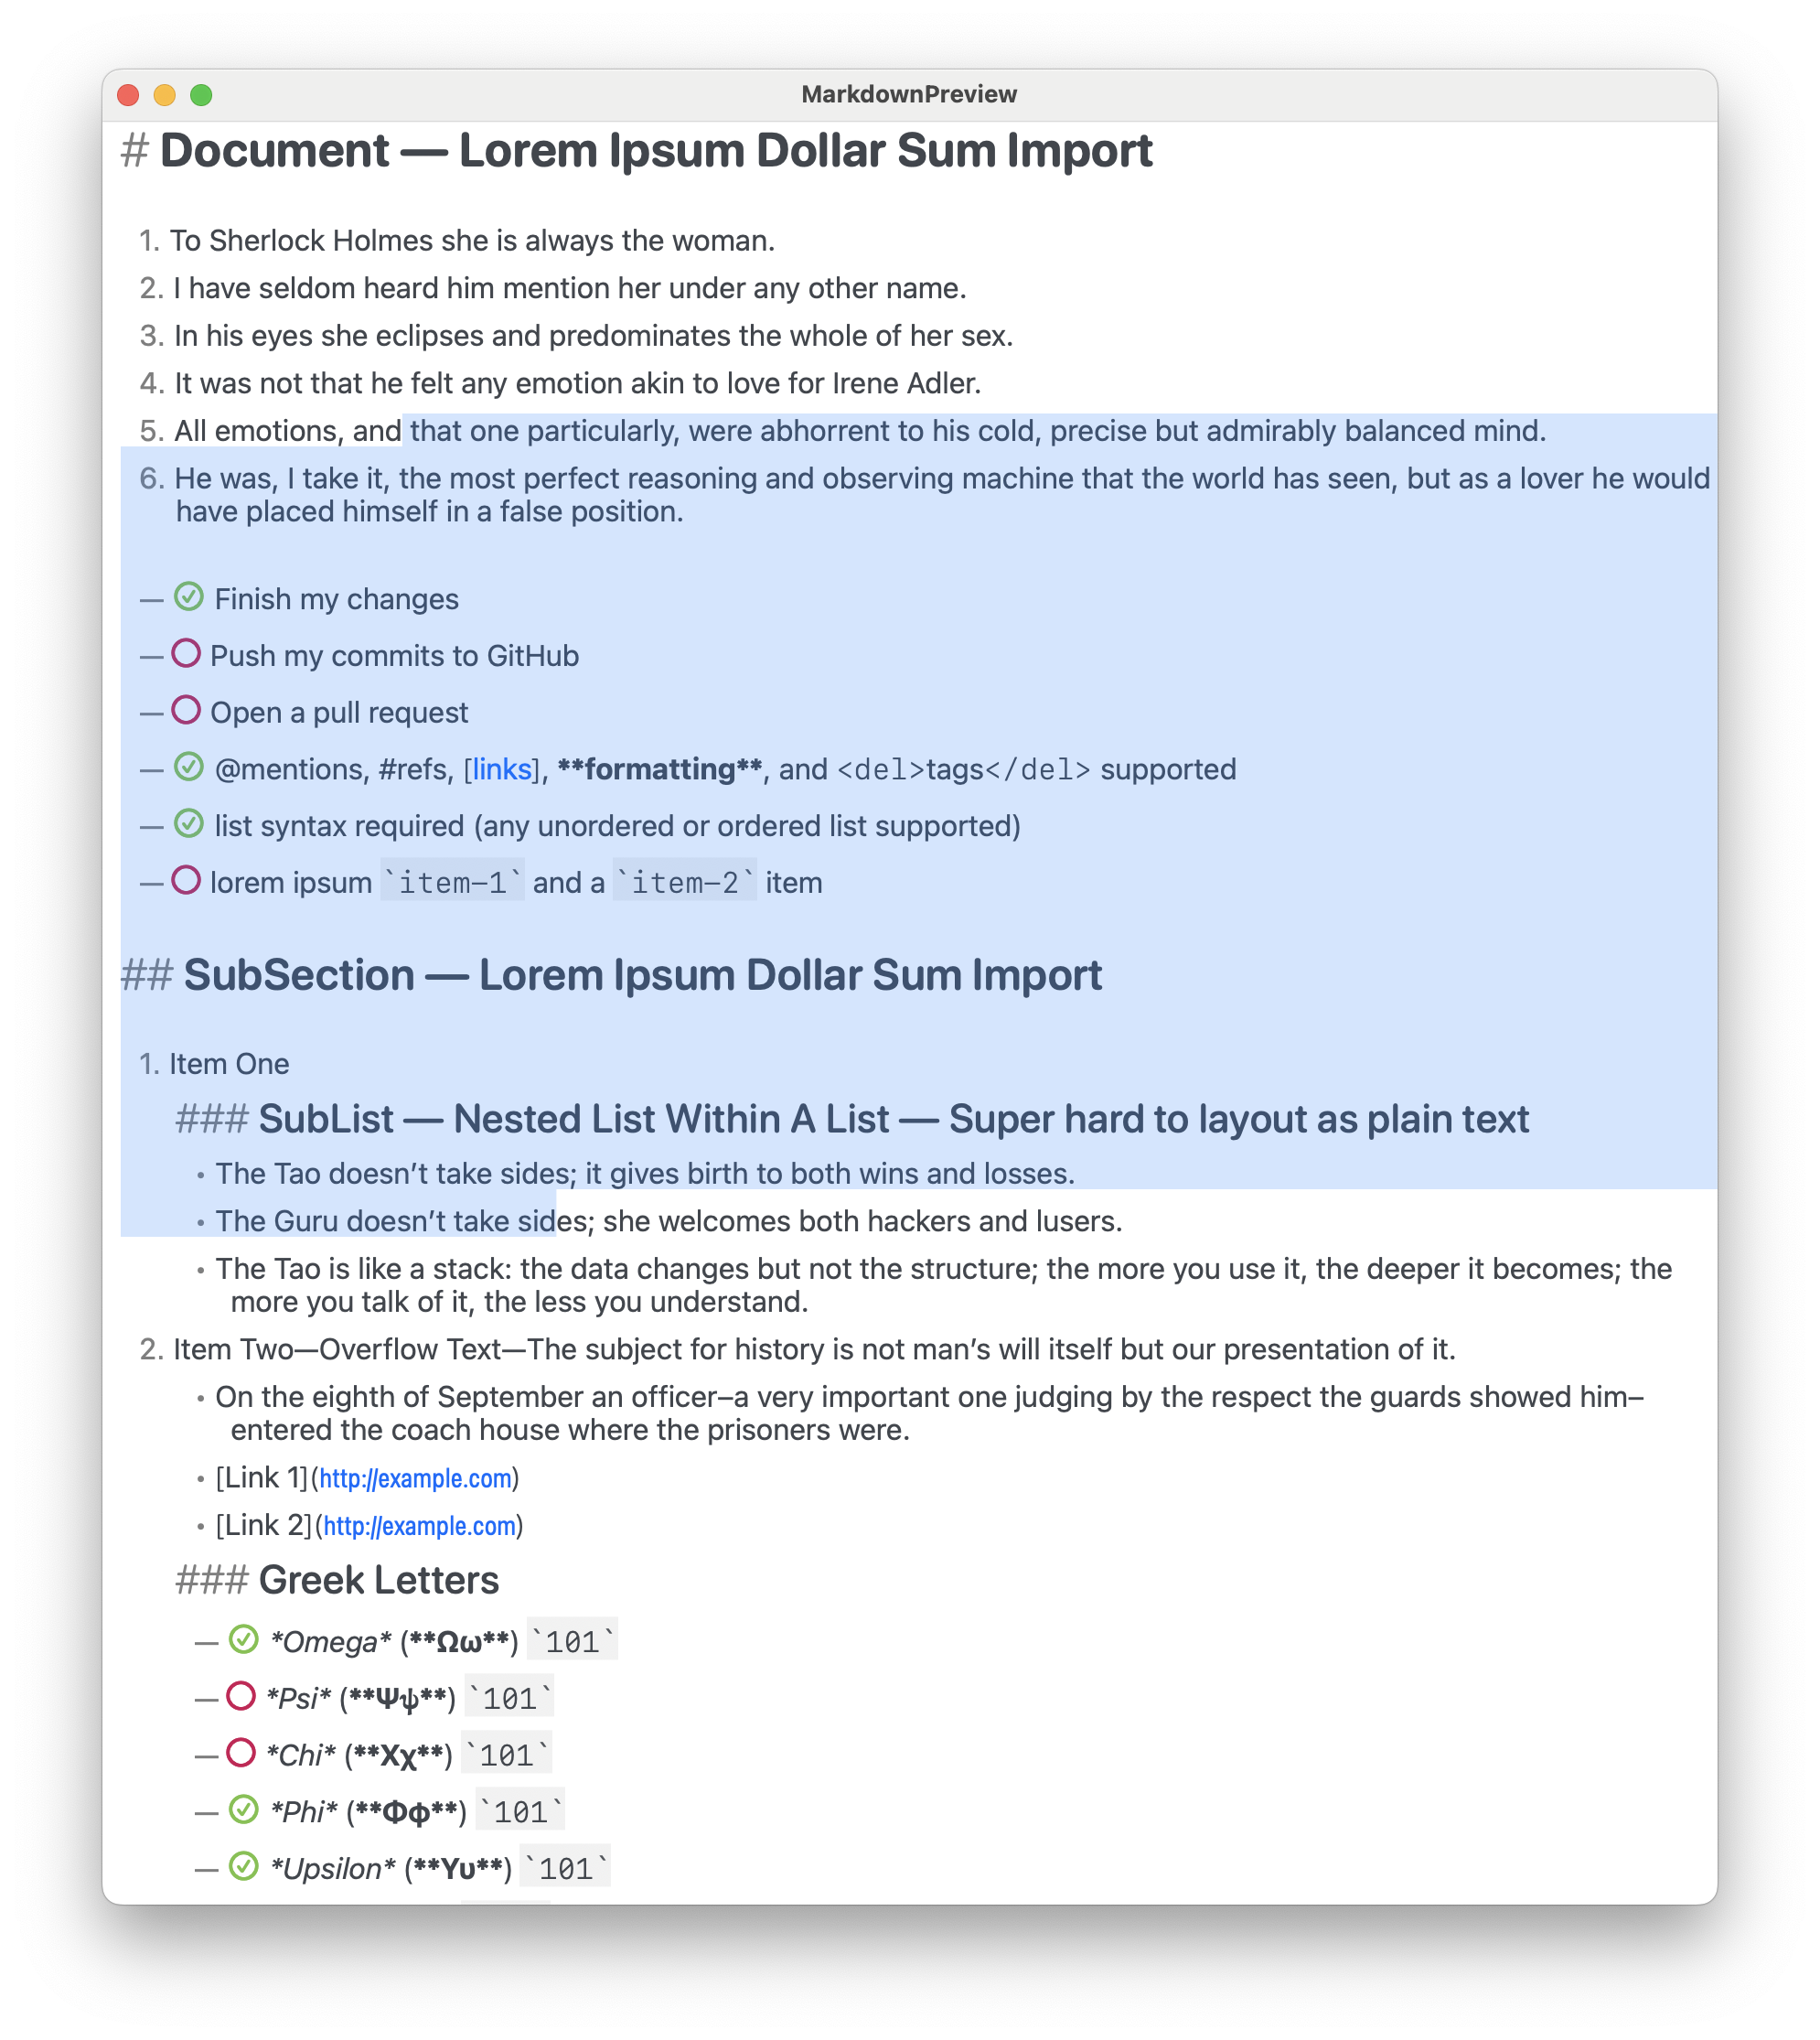 MarkdownPreview
# Document — Lorem Ipsum Dollar Sum Import
1. To Sherlock Holmes she is always the woman.
2. I have seldom heard him mention her under any other name.
3. In his eyes she eclipses and predominates the whole of her sex.
4. It was not that he felt any emotion akin to love for Irene Adler.
5. All emotions, and that one particularly, were abhorrent to his cold, precise but admirably balanced mind.
6. He was, I take it, the most perfect reasoning and observing machine that the world has seen, but as a lover he would
have placed himself in a false position.
— Finish my changes
— Push my commits to GitHub
— Open a pull request
— @mentions, #refs, [links], **formatting**, and <del>tags</del> supported
— list syntax required (any unordered or ordered list supported)
— lorem ipsum `item-1` and a `item-2` item
## SubSection — Lorem Ipsum Dollar Sum Import
1. Item One
### SubList — Nested List Within A List — Super hard to layout as plain text
• The Tao doesn’t take sides; it gives birth to both wins and losses.
• The Guru doesn’t take sides; she welcomes both hackers and lusers.
• The Tao is like a stack: the data changes but not the structure; the more you use it, the deeper it becomes; the
more you talk of it, the less you understand.
2. Item Two—Overflow Text—The subject for history is not man’s will itself but our presentation of it.
• On the eighth of September an officer–a very important one judging by the respect the guards showed him–
entered the coach house where the prisoners were.
• [Link 1](http://example.com)
• [Link 2](http://example.com)
### Greek Letters
— *Omega* (**Ωω**) `101`
— *Psi* (**Ψψ**) `101`
— *Chi* (**Χχ**) `101`
— *Phi* (**Φφ**) `101`
— *Upsilon* (**Υυ**) `101`